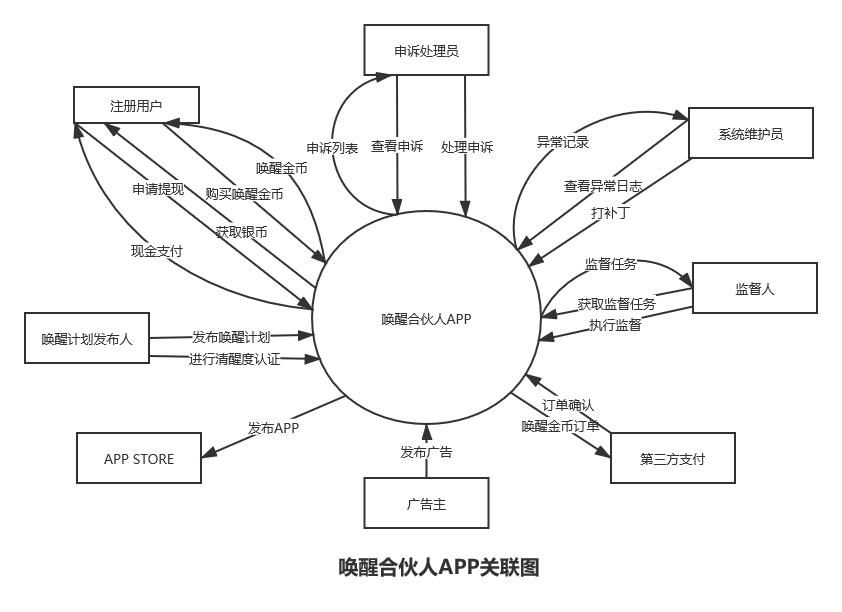 申诉处理员
注册用户
系统维护员
异常记录
申诉列表
查看申诉
处理申诉
唤醒金币
申请提现
购买唤醒金币
查看异常日志
打补丁
获取银币
现金支付
监督任务
监督人
获取监督任务
执行监督
唤醒合伙人APP
唤醒计划发布人
发布唤醒计划
进行清醒度认证
订单确认
唤醒金币订单
发布APP
发布广告
APP STORE
第三方支付
广告主
唤醒合伙人APP关联图